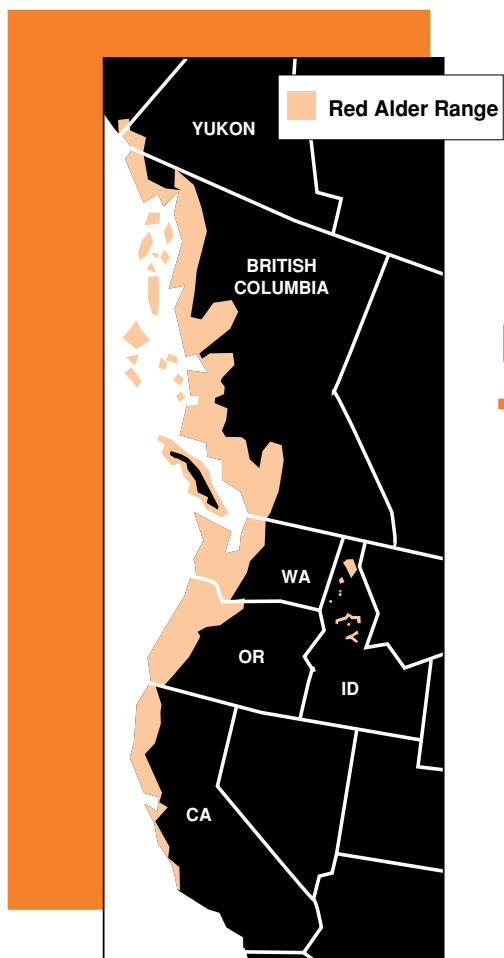 Red Alder Range
YUKON
BRITISH
COLUMBIA
WA
OR
ID
CA